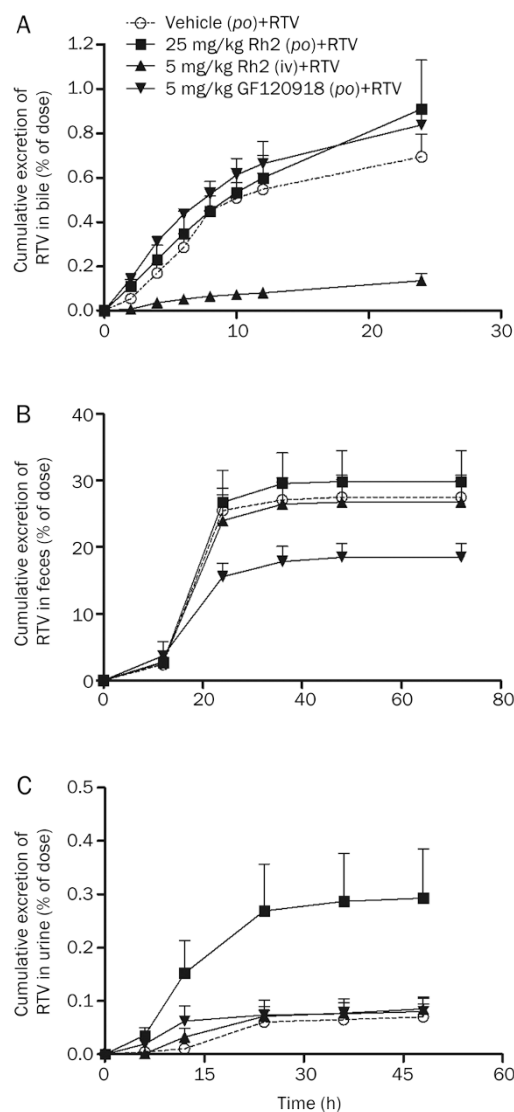 A
Vehicle (po)+RTV
25 mg/kg Rh2 (po)+RTV
5 mg/kg Rh2 (iv)+RTV
5 mg/kg GF120918 (po)+RTV
Cumulative excretion of
RTV in bile (% of dose)
1.2
1.0
0.8
0.6
0.4
0.2
0.0
0 10 20 30
B
Cumulative excretion of
RTV in feces (% of dose)
40
30
20
10
0
0 20 40 60 80
C
Cumulative excretion of
RTV in urine (% of dose)
0.5
0.4
0.3
0.2
0.1
0.0
0 15 30 45 60
Time (h)